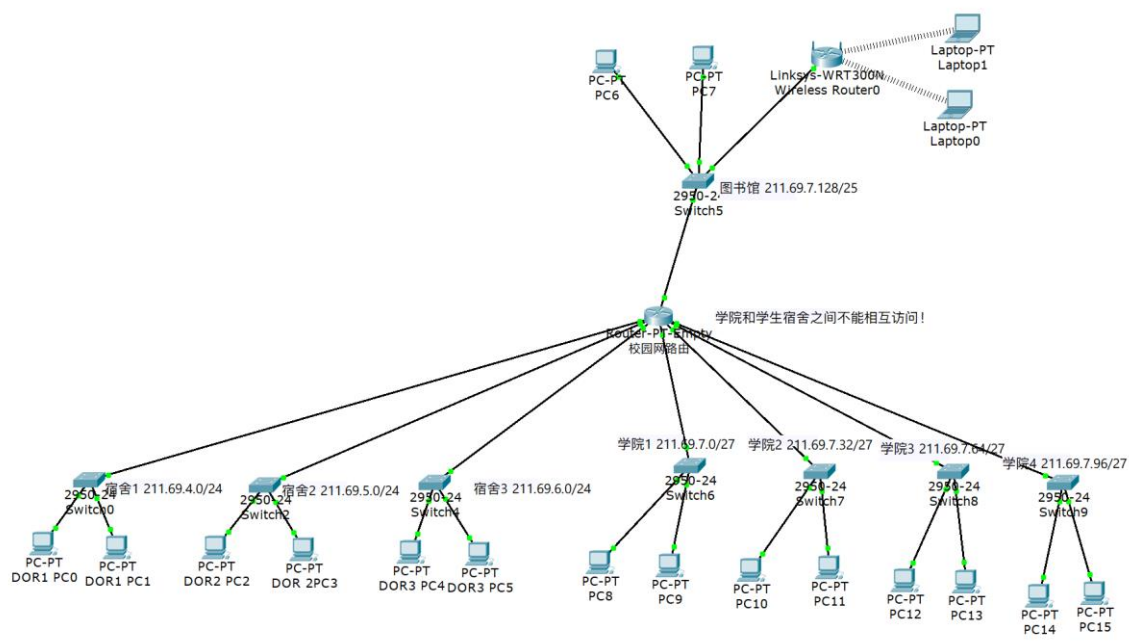 Laptop-PT
Laptop1
PC-PT
PC6
PC-PT
PC7
Linksys-WRT300N
Wireless Router0
Laptop-PT
Laptop0
2950-24
Switch5
图书馆 211.69.7.128/25
Router-PT-Empty
校园网路由
学院和学生宿舍之间不能相互访问！
2950-24
Switch0
宿舍1 211.69.4.0/24
2950-24
Switch2
宿舍2 211.69.5.0/24
2950-24
Switch4
宿舍3 211.69.6.0/24
学院1 211.69.7.0/27
2950-24
Switch6
学院2 211.69.7.32/27
2950-24
Switch7
学院3 211.69.7.64/27
2950-24
Switch8
学院4 211.69.7.96/27
2950-24
Switch9
PC-PT
DOR1 PC0
PC-PT
DOR1 PC1
PC-PT
DOR2 PC2
PC-PT
DOR 2PC3
PC-PT
DOR3 PC4
PC-PT
DOR3 PC5
PC-PT
PC8
PC-PT
PC9
PC-PT
PC10
PC-PT
PC11
PC-PT
PC12
PC-PT
PC13
PC-PT
PC14
PC-PT
PC15